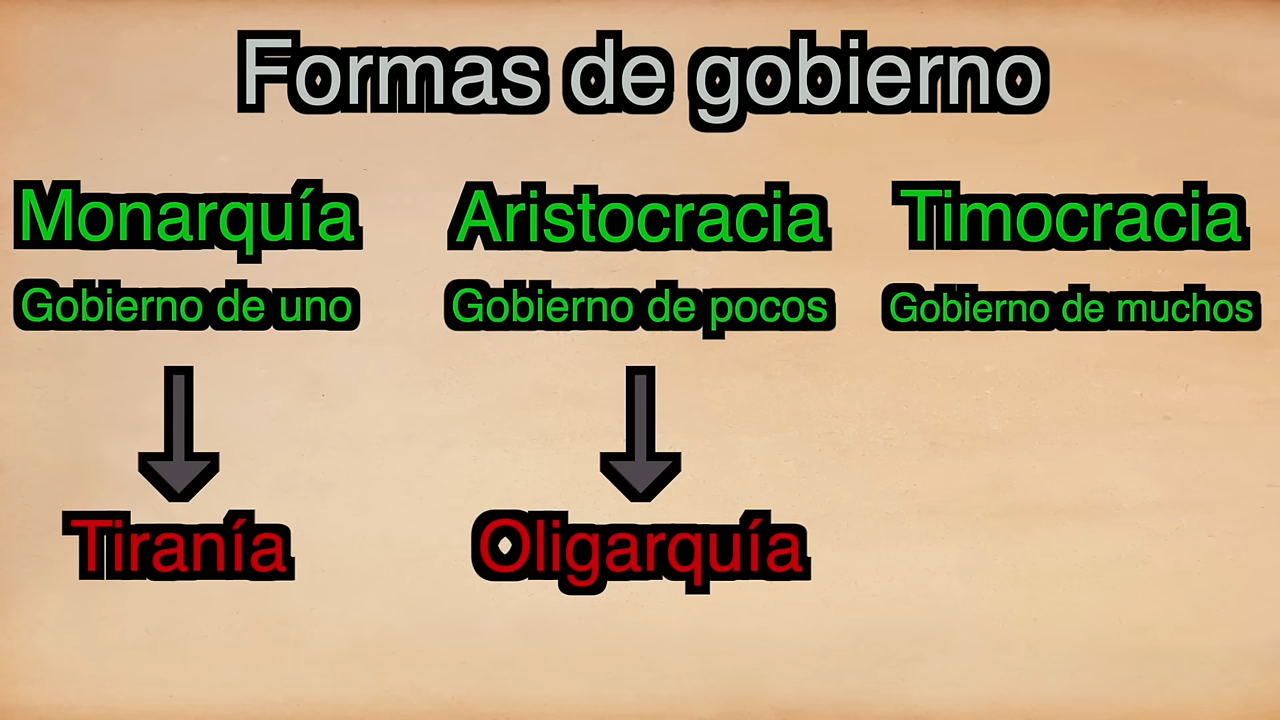 Formas de gobierno
Monarquía Aristocracia Timocracia
Gobierno de uno Gobierno de pocos Gobierno de muchos
Tiranía Oligarquía